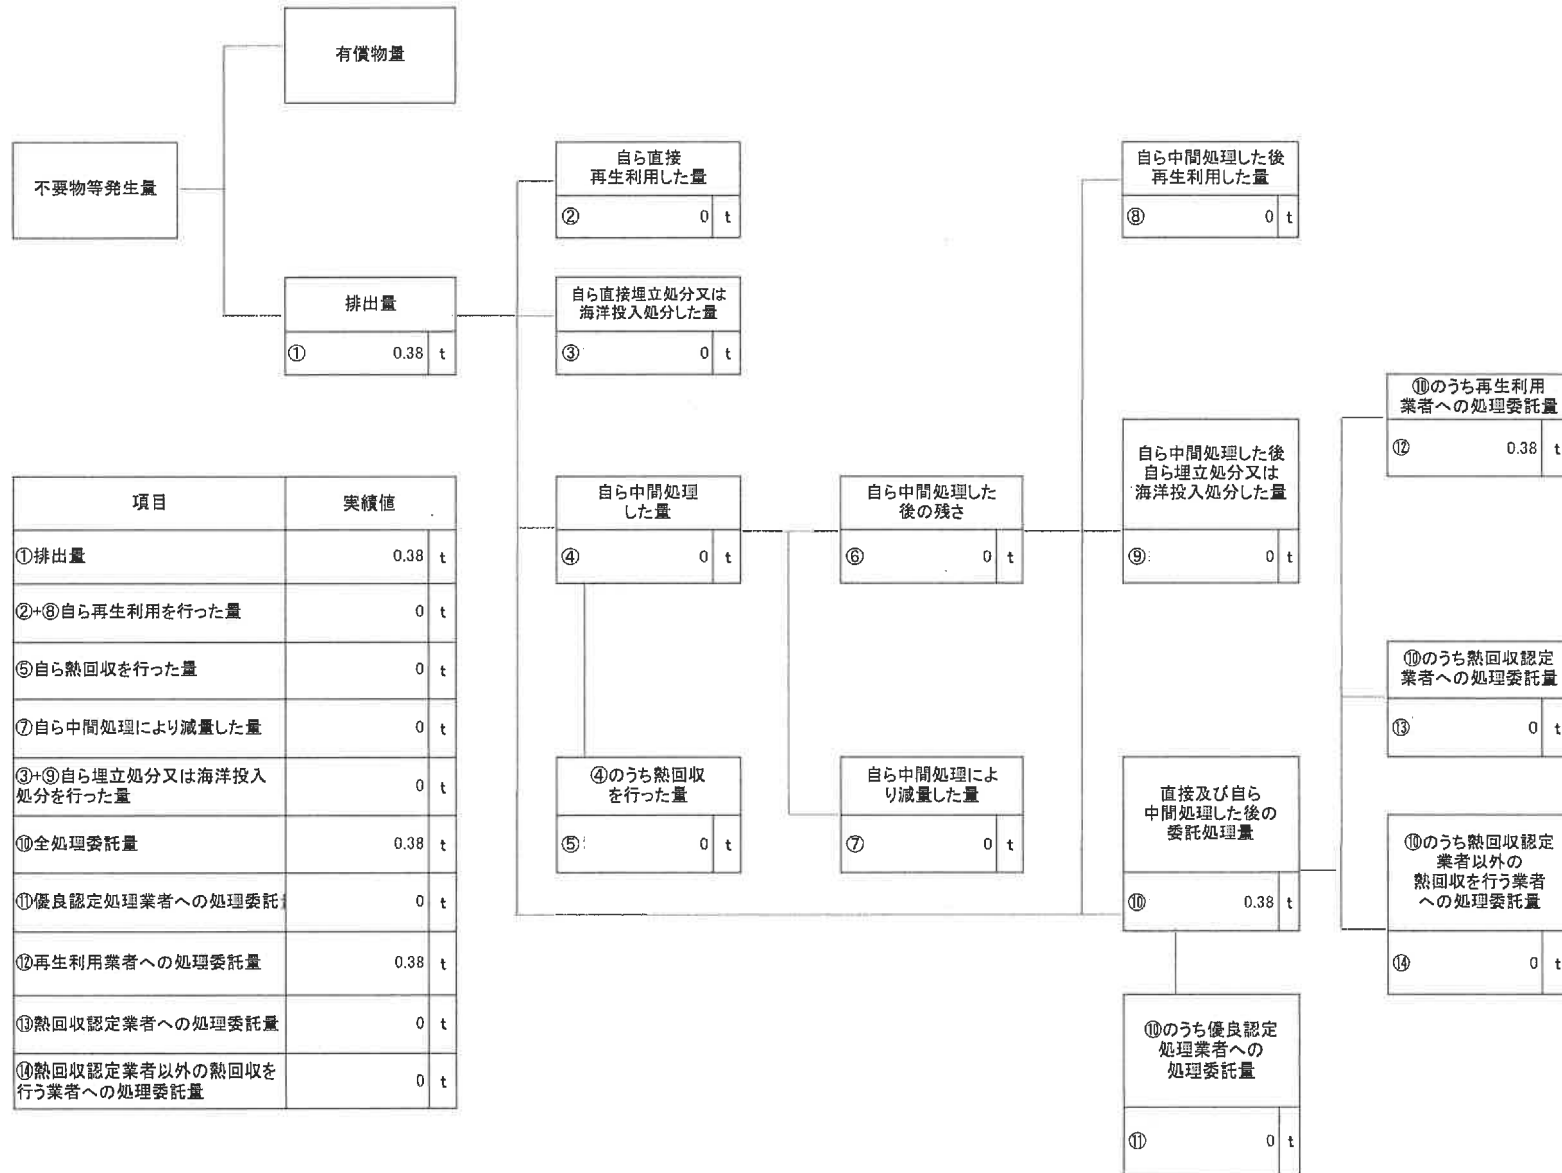 有償物量
不要物等発生量
排出量
① 0.38 t
自ら直接
再生利用した量
② 0 t
自ら直接埋立処分又は
海洋投入処分した量
③ 0 t
自ら中間処理
した量
④ 0 t
④のうち熱回収
を行った量
⑤ 0 t
自ら中間処理した
後の残さ
⑥ 0 t
自ら中間処理によ
り減量した量
⑦ 0 t
自ら中間処理した後
再生利用した量
⑧ 0 t
自ら中間処理した後
自ら埋立処分又は
海洋投入処分した量
⑨ 0 t
直接及び自ら
中間処理した後の
委託処理量
⑩ 0.38 t
⑩のうち優良認定
処理業者への
処理委託量
⑪ 0 t
⑩のうち再生利用
業者への処理委託量
⑫ 0.38 t
⑩のうち熱回収認定
業者への処理委託量
⑬ 0 t
⑩のうち熱回収認定
業者以外の
熱回収を行う業者
への処理委託量
⑭ 0 t
項目 実績値
①排出量 0.38 t
②+⑧自ら再生利用を行った量 0 t
⑤自ら熱回収を行った量 0 t
⑦自ら中間処理により減量した量 0 t
③+⑨自ら埋立処分又は海洋投入
処分を行った量 0 t
⑩全処理委託量 0.38 t
⑪優良認定処理業者への処理委託 0 t
⑫再生利用業者への処理委託量 0.38 t
⑬熱回収認定業者への処理委託量 0 t
⑭熱回収認定業者以外の熱回収を
行う業者への処理委託量 0 t